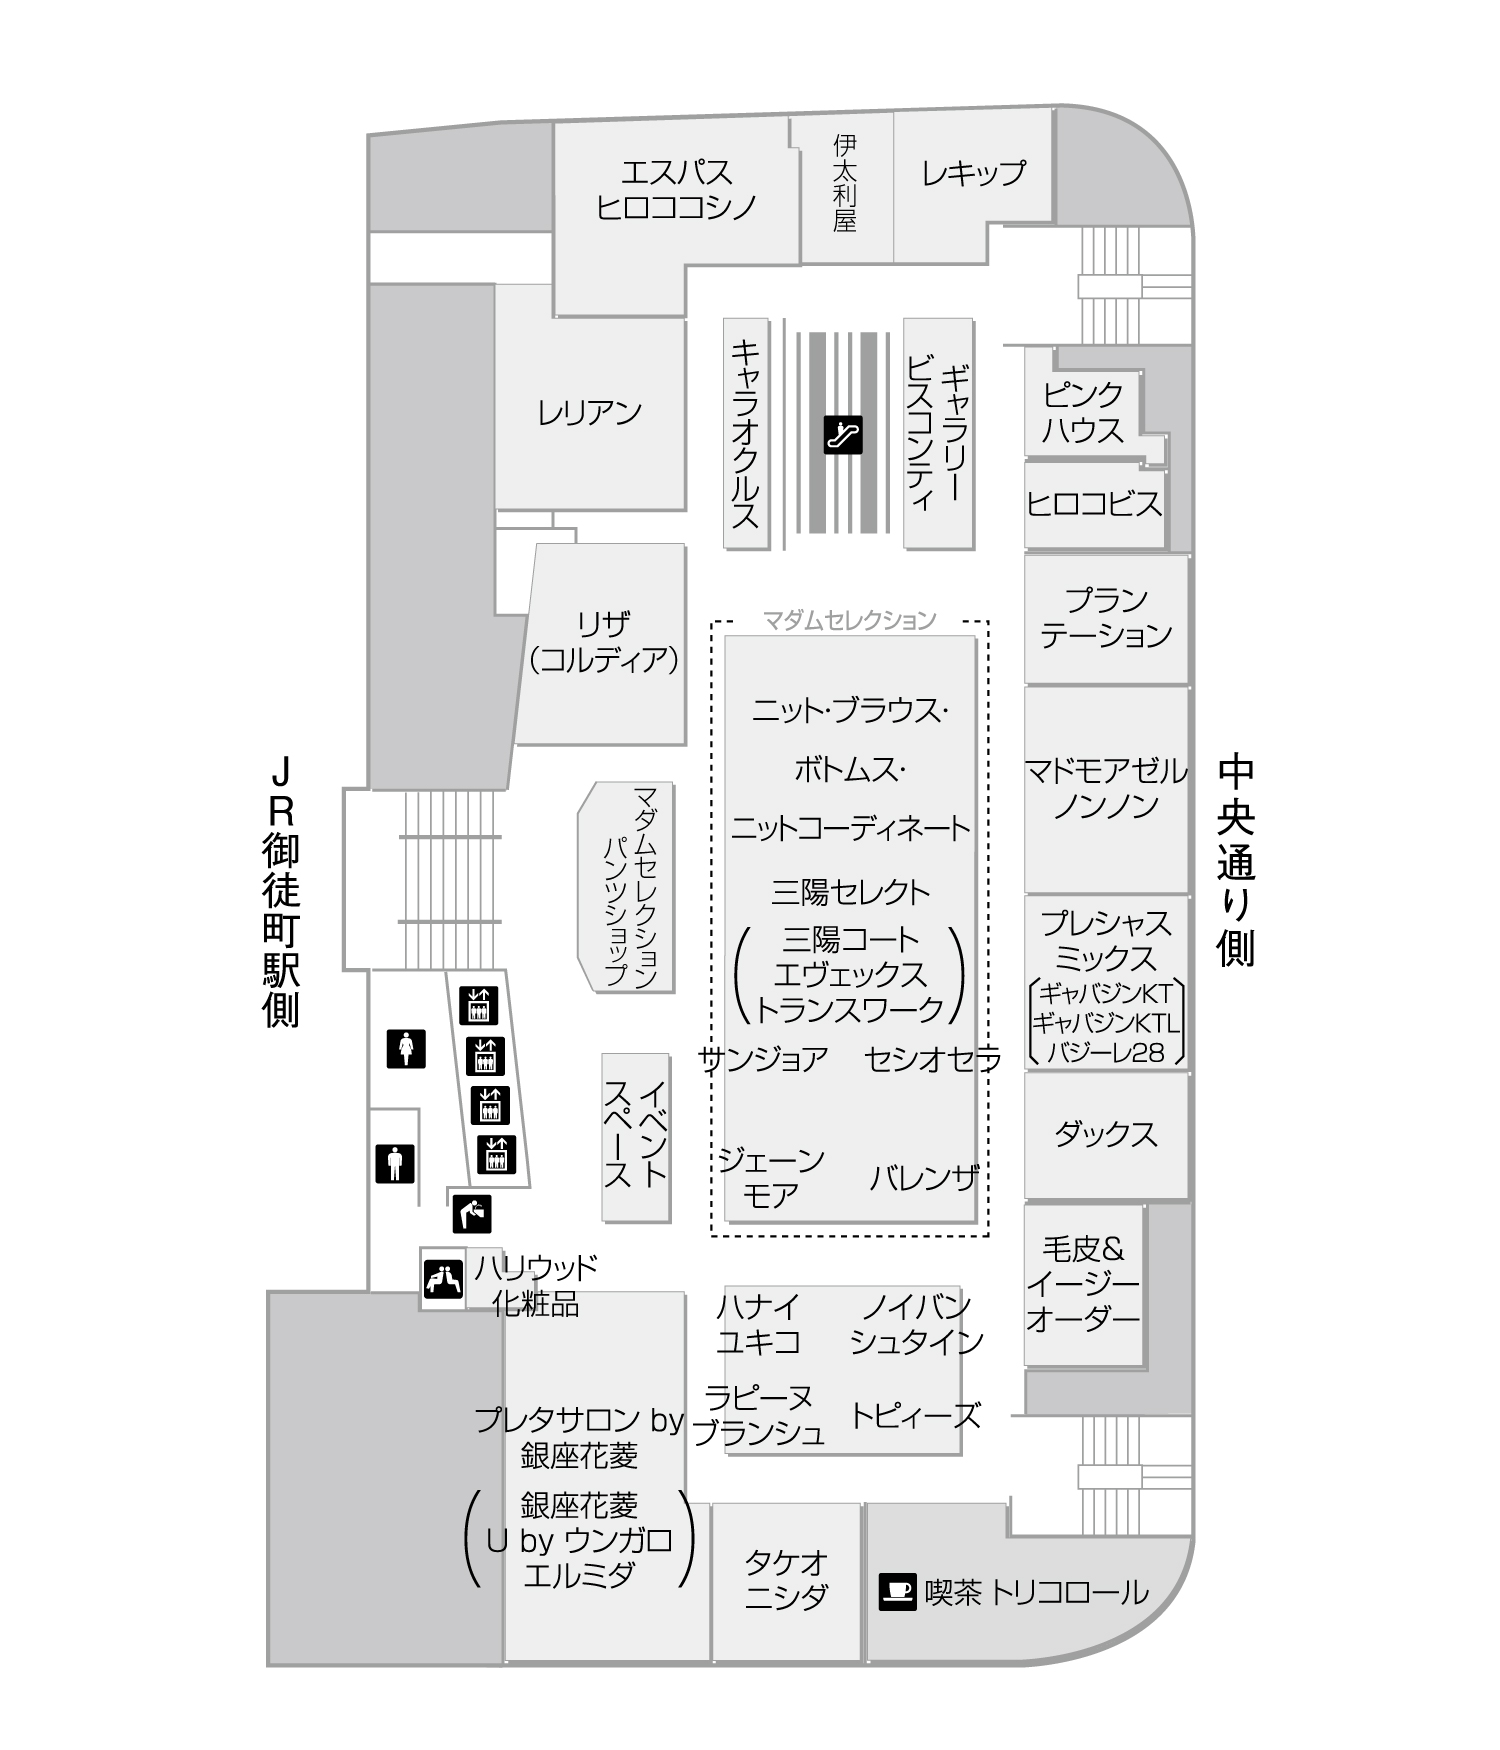 エスパス
ヒロココシノ
伊太利屋
レキップ
レリアン
キャラオクルス
ギャラリー
ビスコンティ
ピンク
ハウス
ヒロコビス
プラン
テーション
リザ
(コルディア)
マダムセレクション
ニット・ブラウス・
ボトムス・
ニットコーディネート
三陽セレクト
三陽コート
エヴェックス
トランスワーク
サンジョア
セシオセラ
ジェーン
モア
バレンザ
マドモアゼル
ノンノン
JR御徒町駅側
中央通り側
マダムセレクション
パンツショップ
プレシャス
ミックス
ギャバジンKT
ギャバジンKTL
バジーレ28
イベント
スペース
ダックス
毛皮&
イージー
オーダー
ハリウッド
化粧品
ハナイ
ユキコ
ノイバン
シュタイン
ラピーヌ
ブランシュ
トピィーズ
プレタサロン by
銀座花菱
銀座花菱
U by ウンガロ
エルミダ
タケオ
ニシダ
喫茶 トリコロール